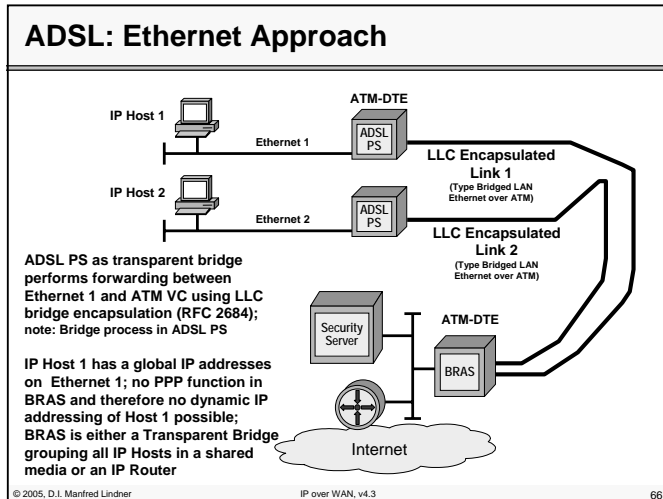 ADSL: Ethernet Approach
ATM-DTE
IP Host 1
Ethernet 1
ADSL
PS
LLC Encapsulated
Link 1
(Type Bridged LAN
Ethernet over ATM)
IP Host 2
Ethernet 2
ADSL
PS
LLC Encapsulated
Link 2
(Type Bridged LAN
Ethernet over ATM)
ADSL PS as transparent bridge
performs forwarding between
Ethernet 1 and ATM VC using LLC
bridge encapsulation (RFC 2684);
note: Bridge process in ADSL PS
ATM-DTE
Security
Server
BRAS
IP Host 1 has a global IP addresses
on Ethernet 1; no PPP function in
BRAS and therefore no dynamic IP
addressing of Host 1 possible;
BRAS is either a Transparent Bridge
grouping all IP Hosts in a shared
media or an IP Router
Internet
© 2005, D.I. Manfred Lindner
IP over WAN, v4.3
66